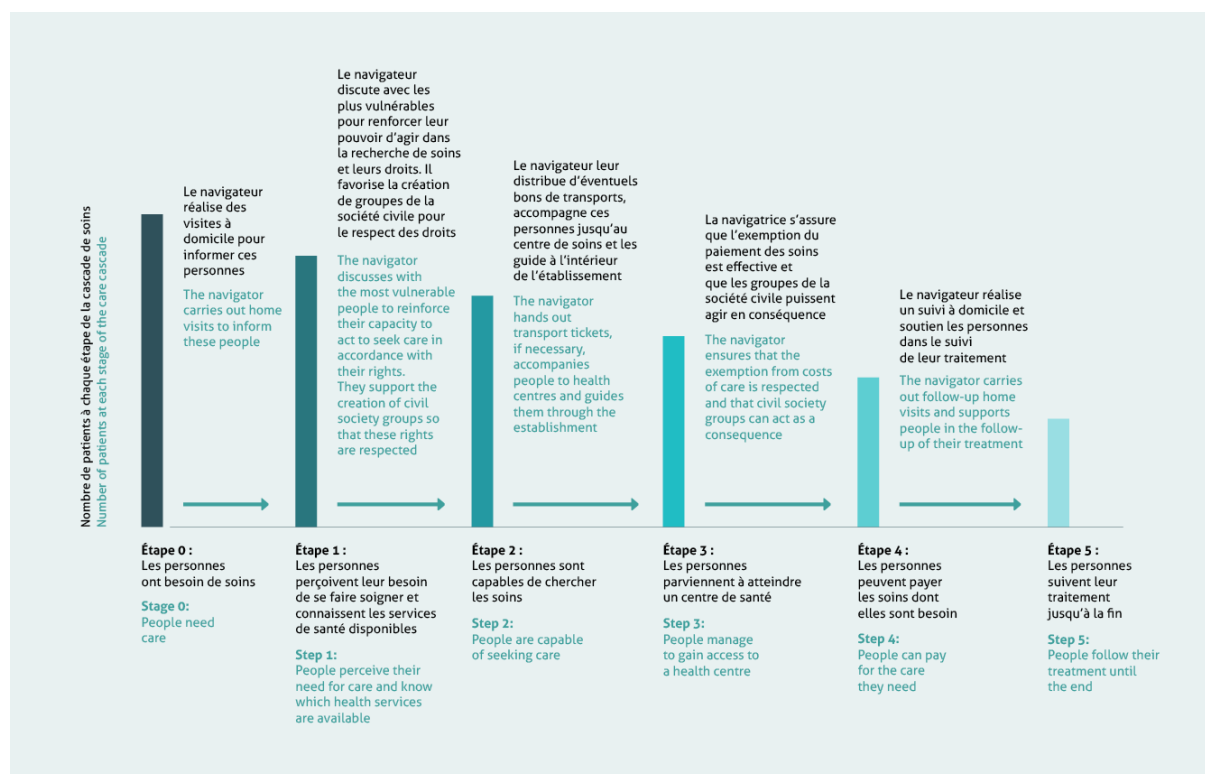 Nombre de patients à chaque étape de la cascade de soins
Number of patients at each stage of the care cascade
Le navigateur
réalise des
visites à
domicile pour
informer ces
personnes
The navigator
carries out home
visits to inform
these people
Le navigateur
discute avec les
plus vulnérables
pour renforcer leur
pouvoir d'agir dans
la recherche de soins
et leurs droits. Il
favorise la création
de groupes de la
société civile pour
le respect des droits
The navigator
discusses with
the most vulnerable
people to reinforce
their capacity to
act to seek care in
accordance with
their rights.
They support the
creation of civil
society groups so
that these rights
are respected
Le navigateur leur
distribue d'éventuels
bons de transports,
accompagne ces
personnes jusqu'au
centre de soins et les
guide à l'intérieur
de l'établissement
The navigator
hands out
transport tickets,
if necessary,
accompanies
people to health
centres and guides
them through the
establishment
La navigatrice s'assure
que l'exemption du
paiement des soins
est effective et
que les groupes de la
société civile puissent
agir en conséquence
The navigator
ensures that the
exemption from costs
of care is respected
and that civil society
groups can act as a
consequence
Le navigateur réalise
un suivi à domicile et
soutien les personnes
dans le suivi
de leur traitement
The navigator carries
out follow-up home
visits and supports
people in the follow-
up of their treatment
Étape 0 :
Les personnes
ont besoin de soins
Stage 0:
People need
care
Étape 1 :
Les personnes
perçoivent leur besoin
de se faire soigner et
connaissent les services
de santé disponibles
Step 1:
People perceive their
need for care and know
which health services
are available
Étape 2 :
Les personnes sont
capables de chercher
les soins
Step 2:
People are capable
of seeking care
Étape 3 :
Les personnes
parviennent à atteindre
un centre de santé
Step 3:
People manage
to gain access to
a health centre
Étape 4 :
Les personnes
peuvent payer
les soins dont
elles sont besoin
Step 4:
People can pay
for the care
they need
Étape 5 :
Les personnes
suivent leur
traitement
jusqu'à la fin
Step 5:
People follow their
treatment until
the end